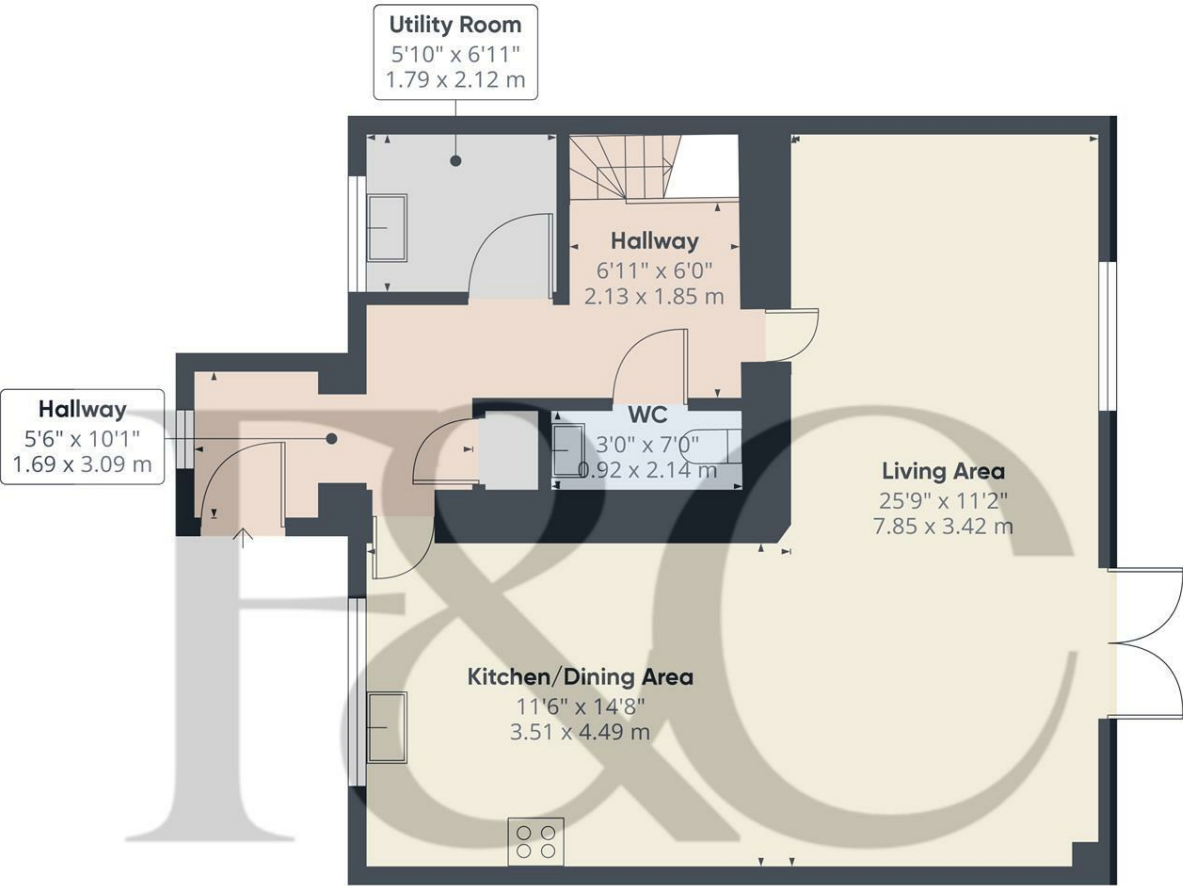 Utility Room
5'10" x 6'11"
1.79 x 2.12 m
Hallway
6'11" x 6'0"
2.13 x 1.85 m
Hallway
5'6" x 10'1"
1.69 x 3.09 m
WC
3'0" x 7'0"
0.92 x 2.14 m
Living Area
25'9" x 11'2"
7.85 x 3.42 m
Kitchen/Dining Area
11'6" x 14'8"
3.51 x 4.49 m
F&C